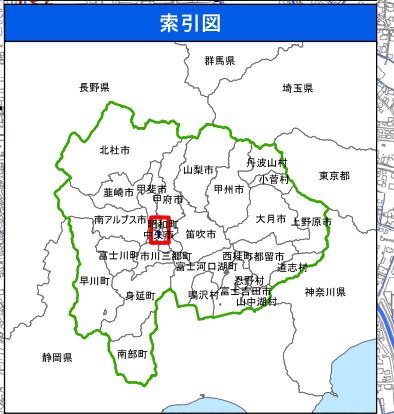 索引図
群馬県
長野県
埼玉県
北杜市
山梨市
丹波山村
小菅村
東京都
韮崎市
甲斐市
甲府市
甲州市
南アルプス市
昭和町
大月市
上野原市
中央市
笛吹市
富士川町
市川三郷町
西桂町
都留市
富士河口湖町
道志村
早川町
忍野村
身延町
鳴沢村
富士吉田市
山中湖村
神奈川県
静岡県
南部町